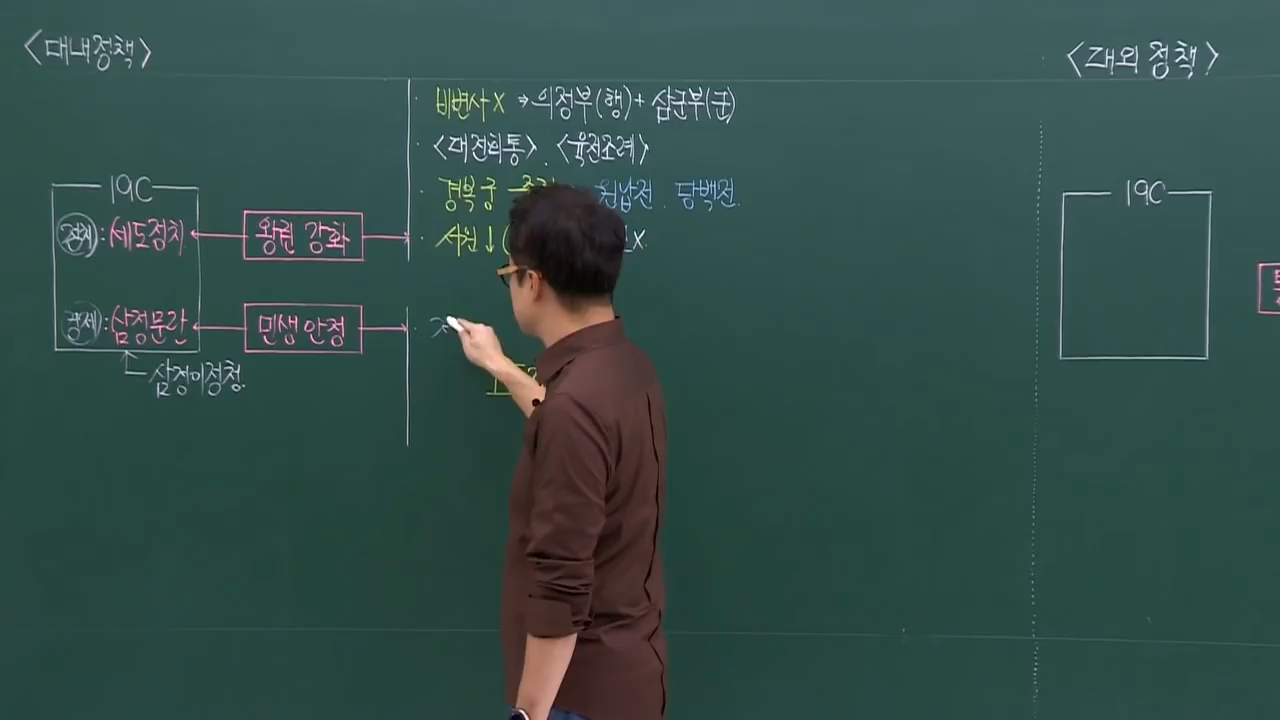 <대내정책>
19C
정치 : 세도정치
왕권 강화
경제 : 삼정문란
민생 안정
삼정이정청
· 비변사 X → 의정부(행) + 삼군부(군)
· <대전회통>, <육전조례>
· 경복궁
원납전, 당백전
· 서원↓(
X.
<대외 정책>
19C